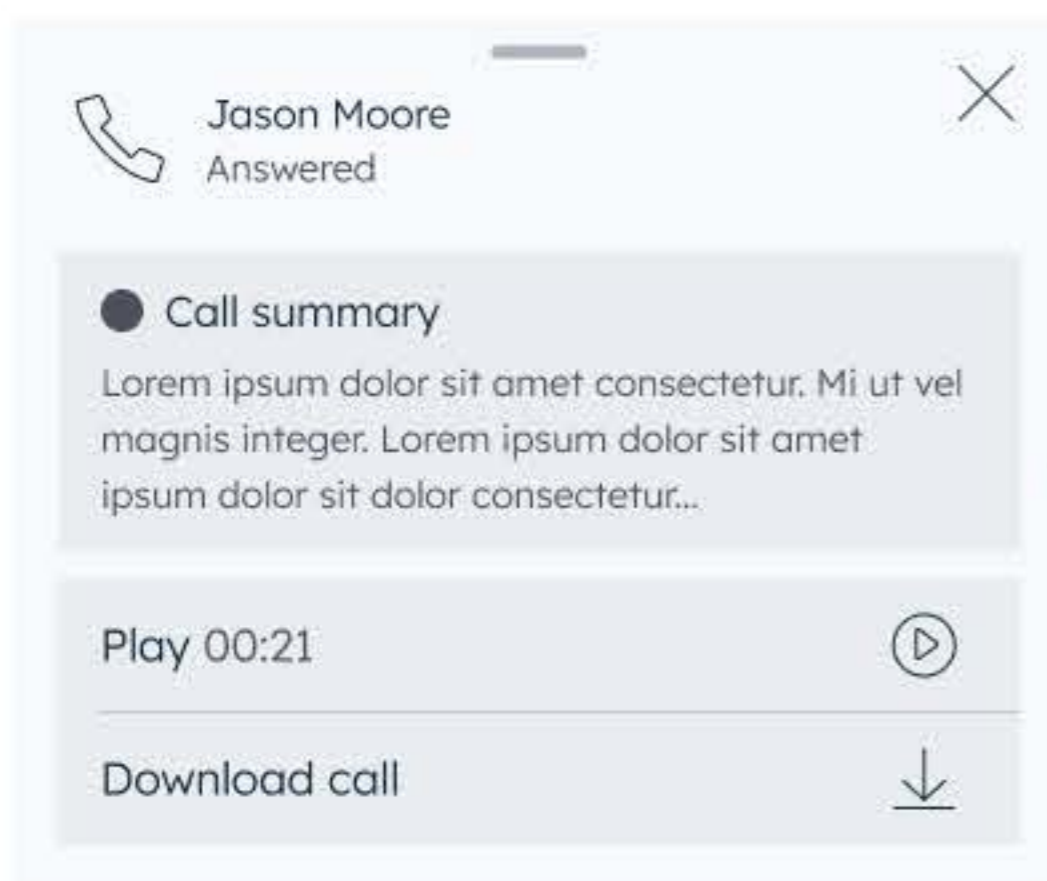 Jason Moore
Answered
Call summary
Lorem ipsum dolor sit amet consectetur. Mi ut vel
magnis integer. Lorem ipsum dolor sit amet
ipsum dolor sit dolor consectetur...
Play 00:21
Download call